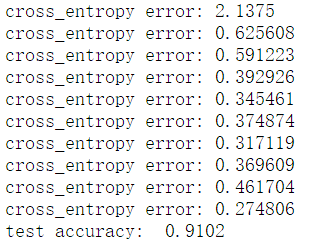 cross_entropy error: 2.1375
cross_entropy error: 0.625608
cross_entropy error: 0.591223
cross_entropy error: 0.392926
cross_entropy error: 0.345461
cross_entropy error: 0.374874
cross_entropy error: 0.317119
cross_entropy error: 0.369609
cross_entropy error: 0.461704
cross_entropy error: 0.274806
test accuracy:  0.9102